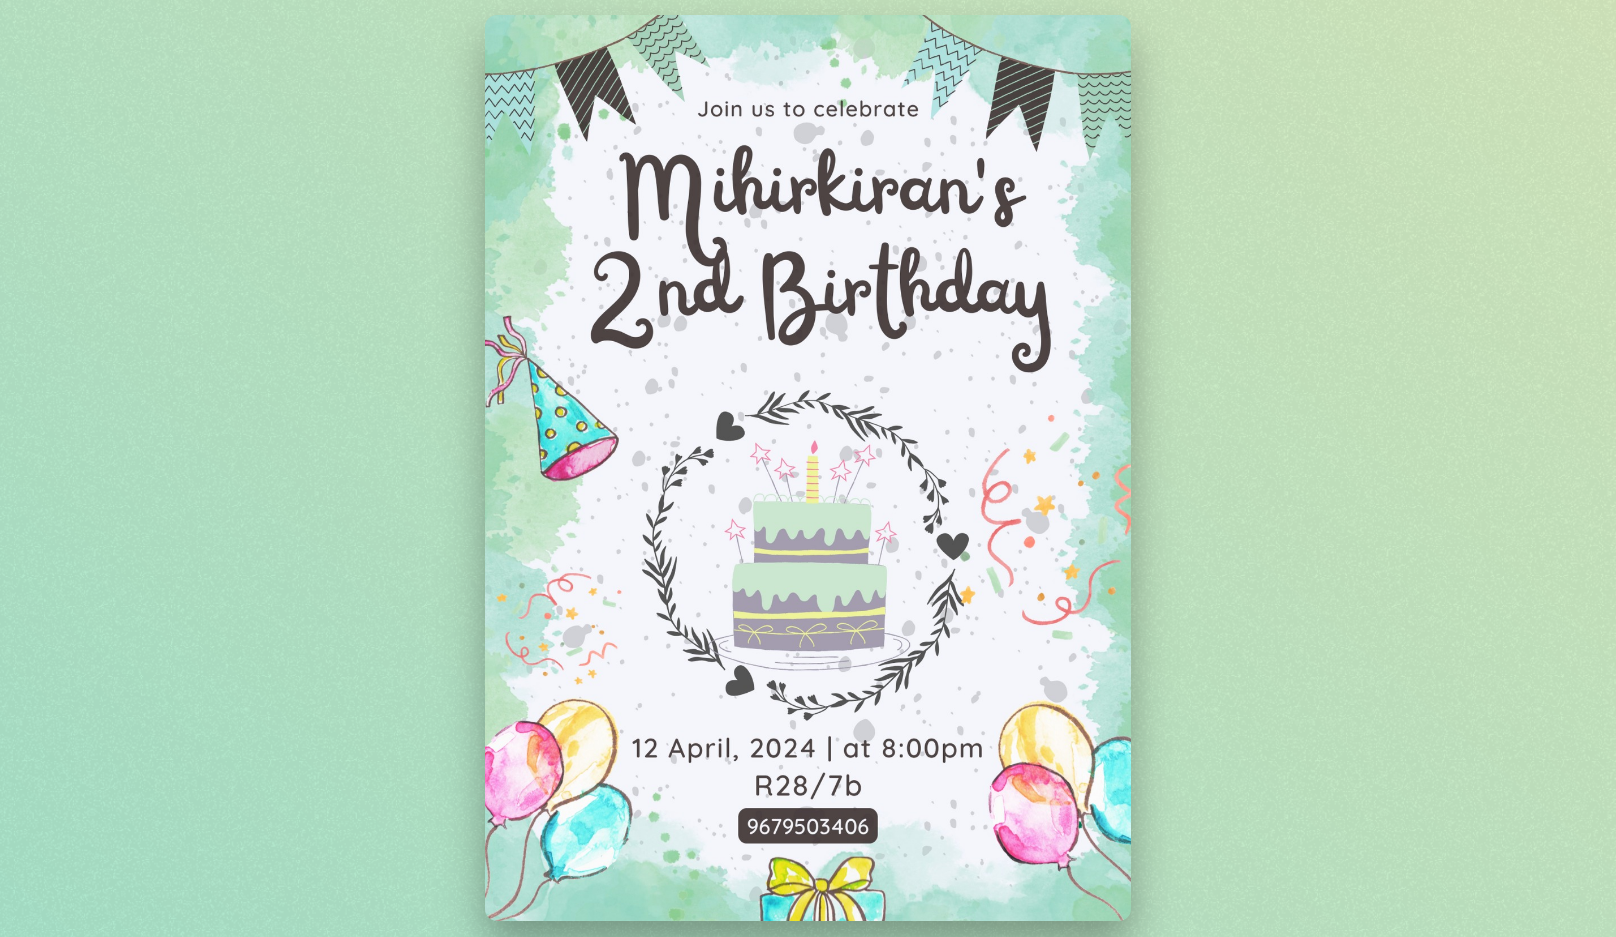 Join us to celebrate
Mihirkiran's
2nd Birthday
12 April, 2024 | at 8:00pm
R28/7b
9679503406